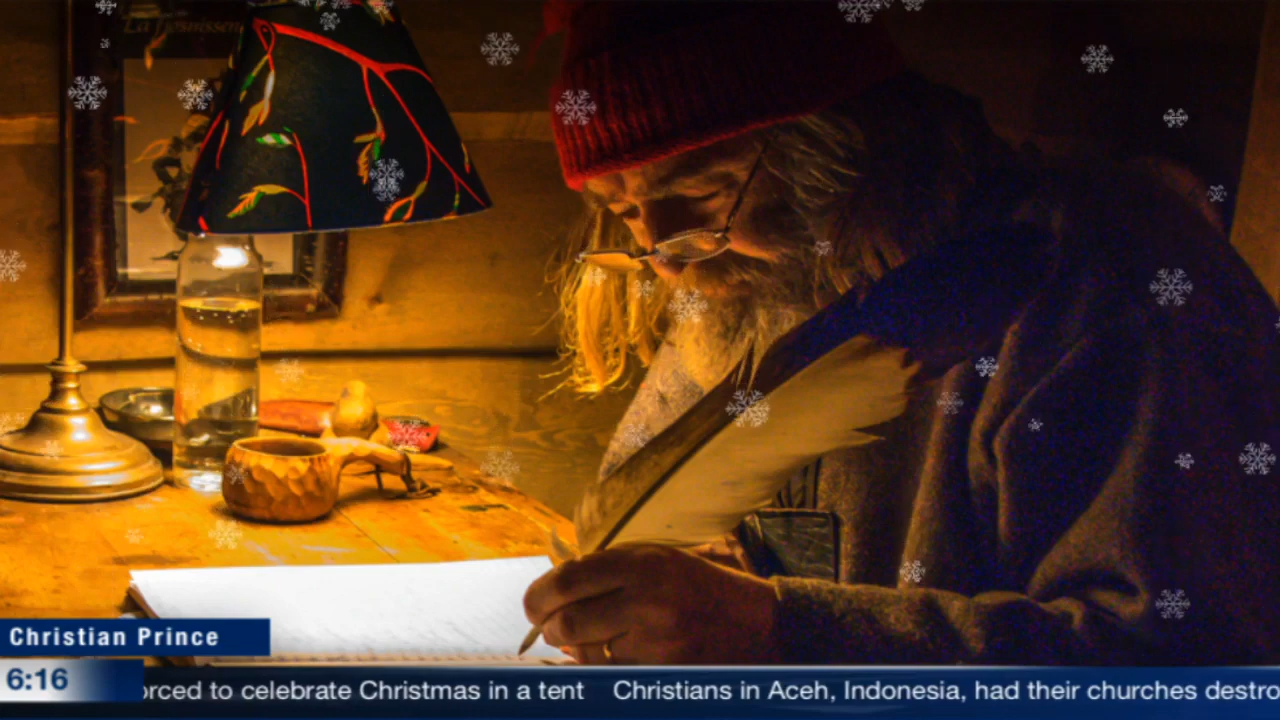 Christian Prince
6:16
orced to celebrate Christmas in a tent Christians in Aceh, Indonesia, had their churches destro